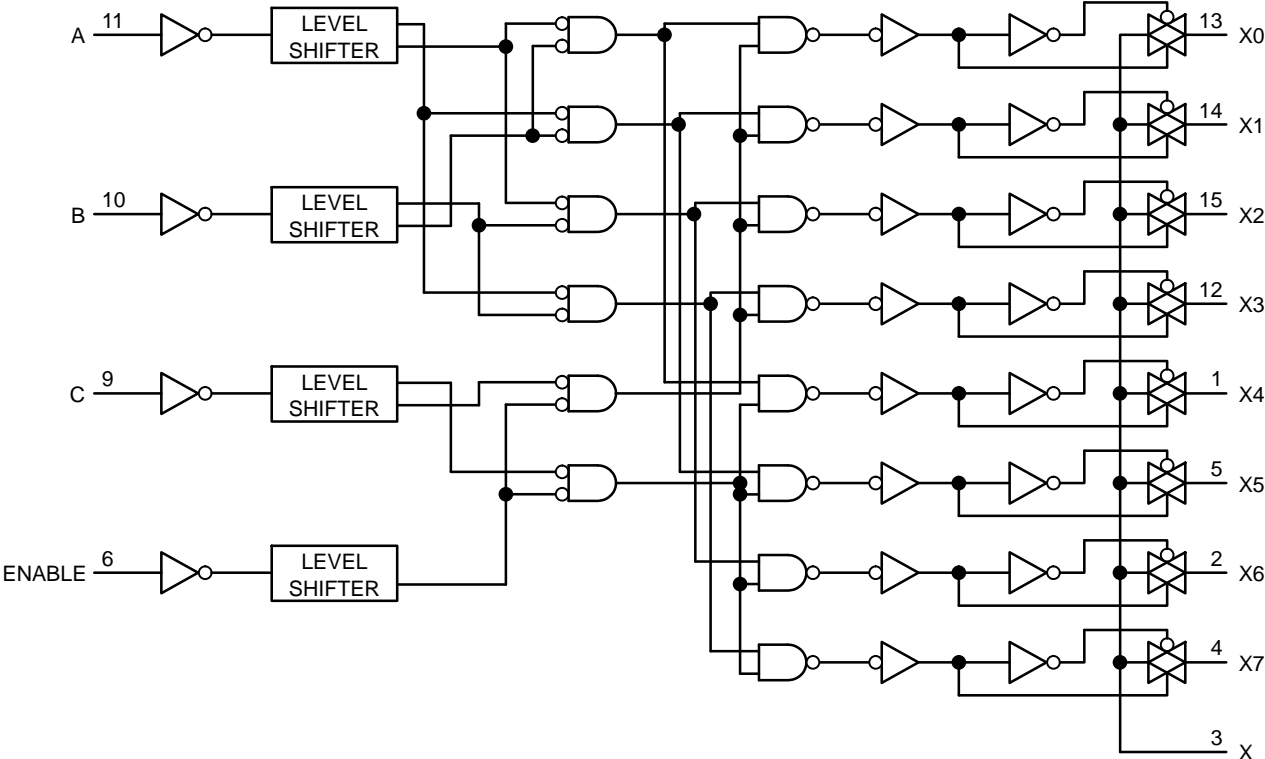 A 11 LEVEL SHIFTER 13 X0
14 X1
B 10 LEVEL SHIFTER 15 X2
12 X3
C 9 LEVEL SHIFTER 1 X4
5 X5
ENABLE 6 LEVEL SHIFTER 2 X6
4 X7
3 X